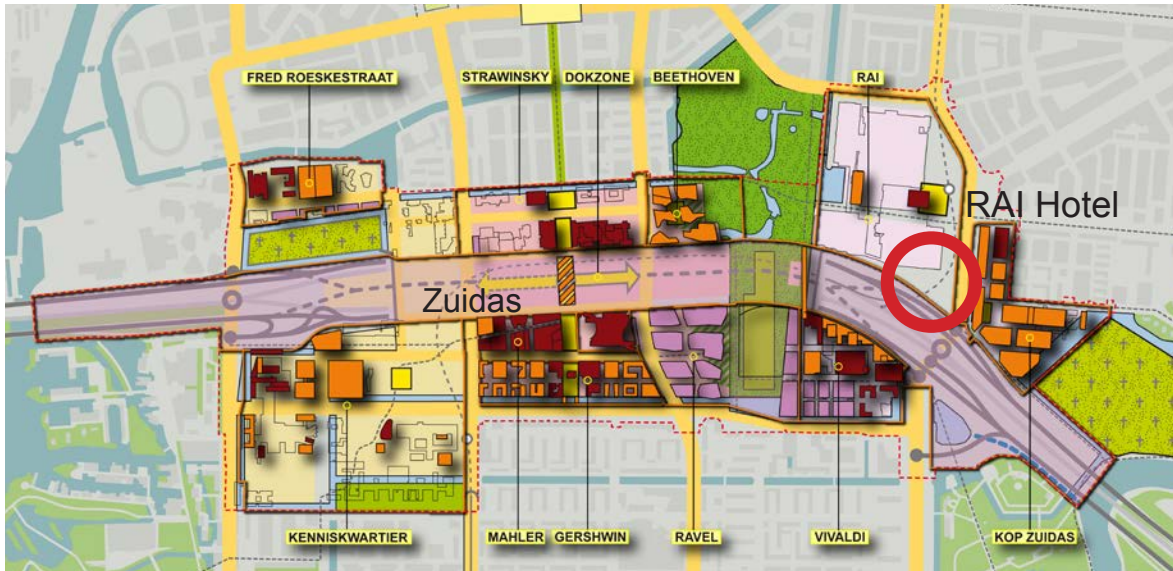 FRED ROESKESTRAAT
STRAWINSKY
DOKZONE
BEETHOVEN
RAI
RAI Hotel
Zuidas
KENNISKWARTIER
MAHLER
GERSHWIN
RAVEL
VIVALDI
KOP ZUIDAS